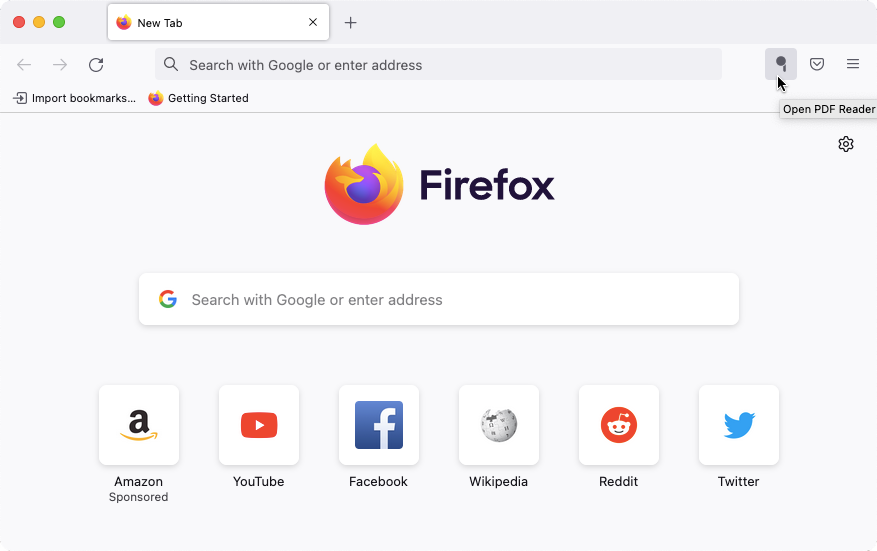 New Tab
Search with Google or enter address
Import bookmarks...
Getting Started
Open PDF Reader
Firefox
Search with Google or enter address
Amazon
Sponsored
YouTube
Facebook
Wikipedia
Reddit
Twitter